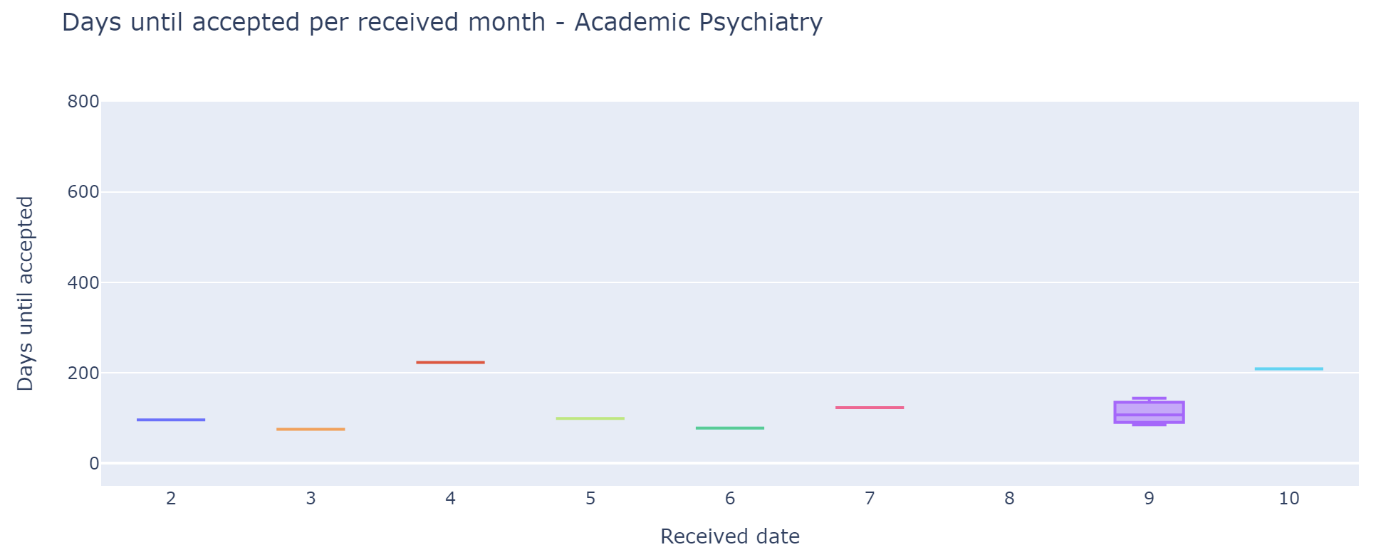 Days until accepted per received month - Academic Psychiatry
800
600
400
200
0
Days until accepted
2 3 4 5 6 7 8 9 10
Received date